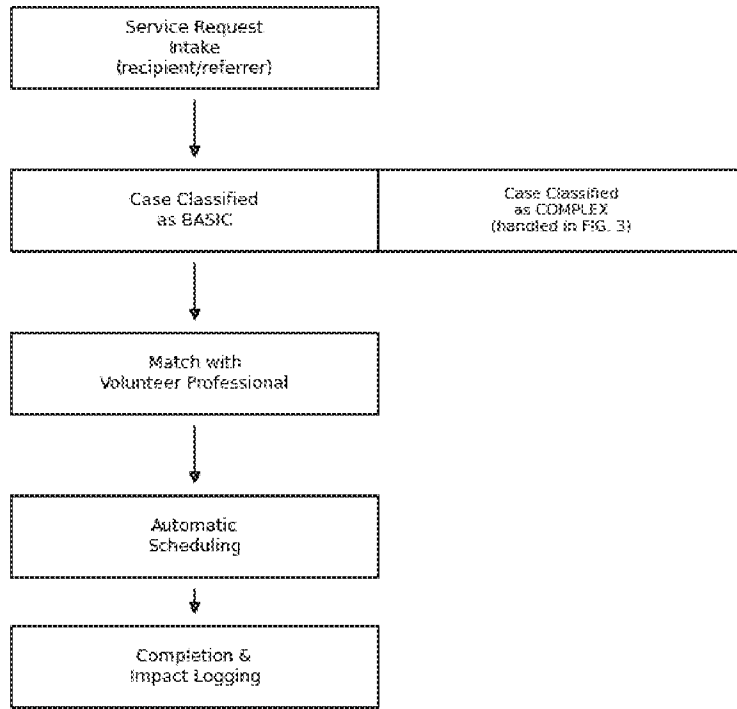 Service Request
Intake
(recipient/referrer)
Case Classified
as BASIC
Case Classified
as COMPLEX
(handled in FIG. 3)
Match with
Volunteer Professional
Automatic
Scheduling
Completion &
Impact Logging